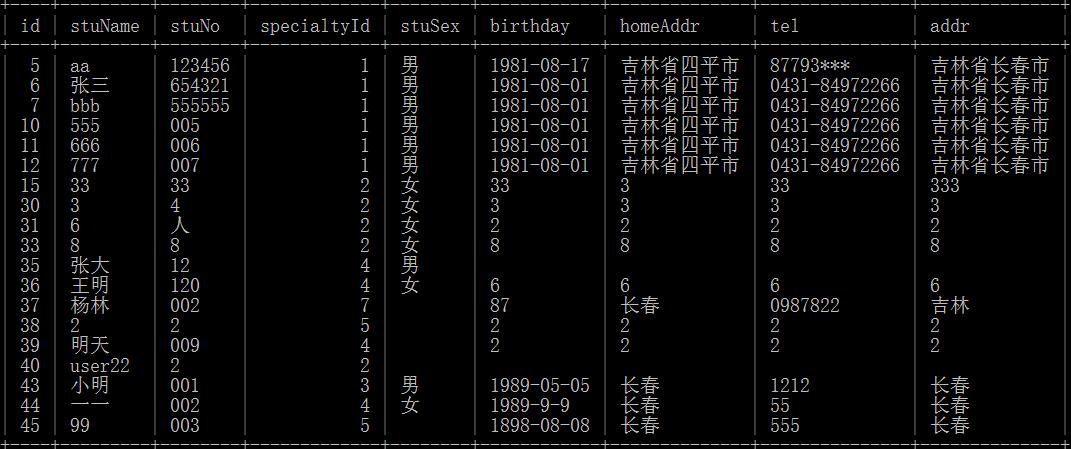 id stuName stuNo specialtyId stuSex birthday homeAddr tel addr
5 aa 123456 1 男 1981-08-17 吉林省四平市 87793*** 吉林省长春市
6 张三 654321 1 男 1981-08-01 吉林省四平市 0431-84972266 吉林省长春市
7 bbb 555555 1 男 1981-08-01 吉林省四平市 0431-84972266 吉林省长春市
10 555 005 1 男 1981-08-01 吉林省四平市 0431-84972266 吉林省长春市
11 666 006 1 男 1981-08-01 吉林省四平市 0431-84972266 吉林省长春市
12 777 007 1 男 1981-08-01 吉林省四平市 0431-84972266 吉林省长春市
15 33 33 2 女 33 3 33 333
30 3 4 2 女 3 3 3 3
31 6 人 2 女 2 2 2 2
33 8 8 2 女 8 8 8 8
35 张大 12 4 男
36 王明 120 4 女 6 6 6 6
37 杨林 002 7 87 长春 0987822 吉林
38 2 2 5 2 2 2 2
39 明天 009 4 2 2 2 2
40 user22 2 2
43 小明 001 3 男 1989-05-05 长春 1212 长春
44 一一 002 4 女 1989-9-9 长春 55 长春
45 99 003 5 1898-08-08 长春 555 长春